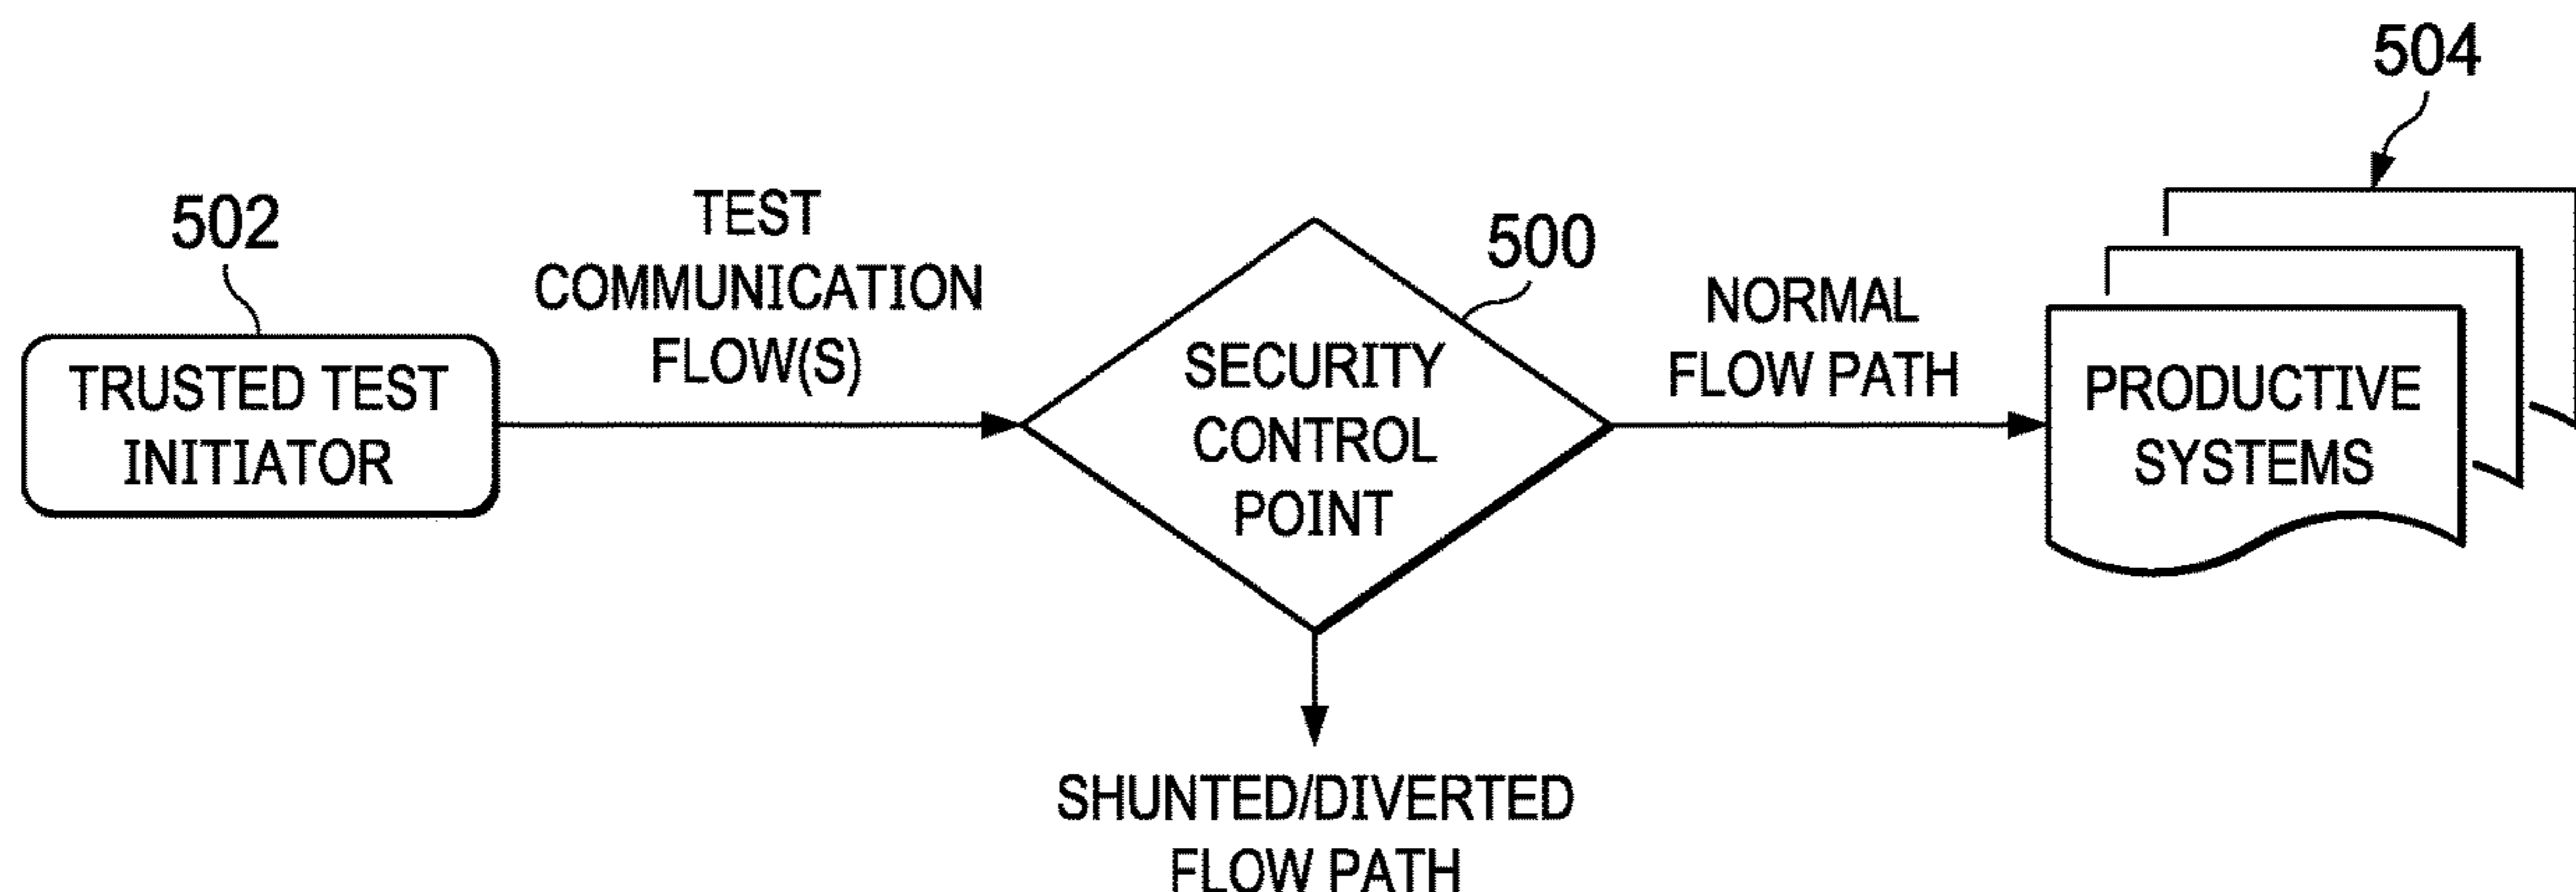 504
502
TEST
COMMUNICATION
FLOW(S)
500
NORMAL
FLOW PATH
TRUSTED TEST
INITIATOR
SECURITY
CONTROL
POINT
PRODUCTIVE
SYSTEMS
SHUNTED/DIVERTED
FLOW PATH